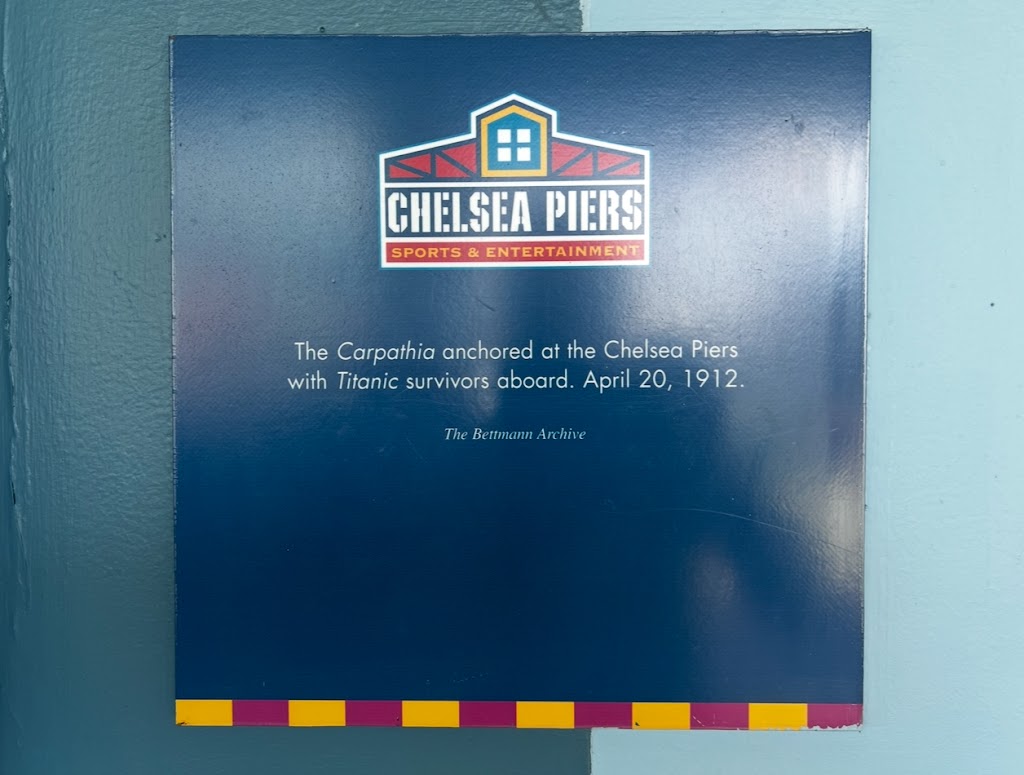 CHELSEA PIERS
SPORTS & ENTERTAINMENT
The Carpathia anchored at the Chelsea Piers
with Titanic survivors aboard. April 20, 1912.
The Bettmann Archive